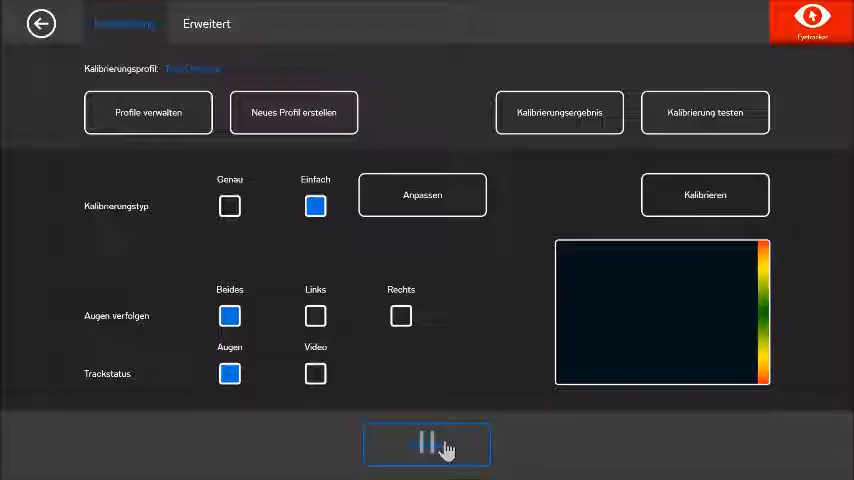 Erweitert
Eyetracker
Kalibrierungsprofil:
Profile verwalten
Neues Profil erstellen
Kalibrierungsergebnis
Kalibrierung testen
Genau
Einfach
Kalibrierungstyp
Anpassen
Kalibrieren
Beides
Links
Rechts
Augen verfolgen
Augen
Video
Trackstatus